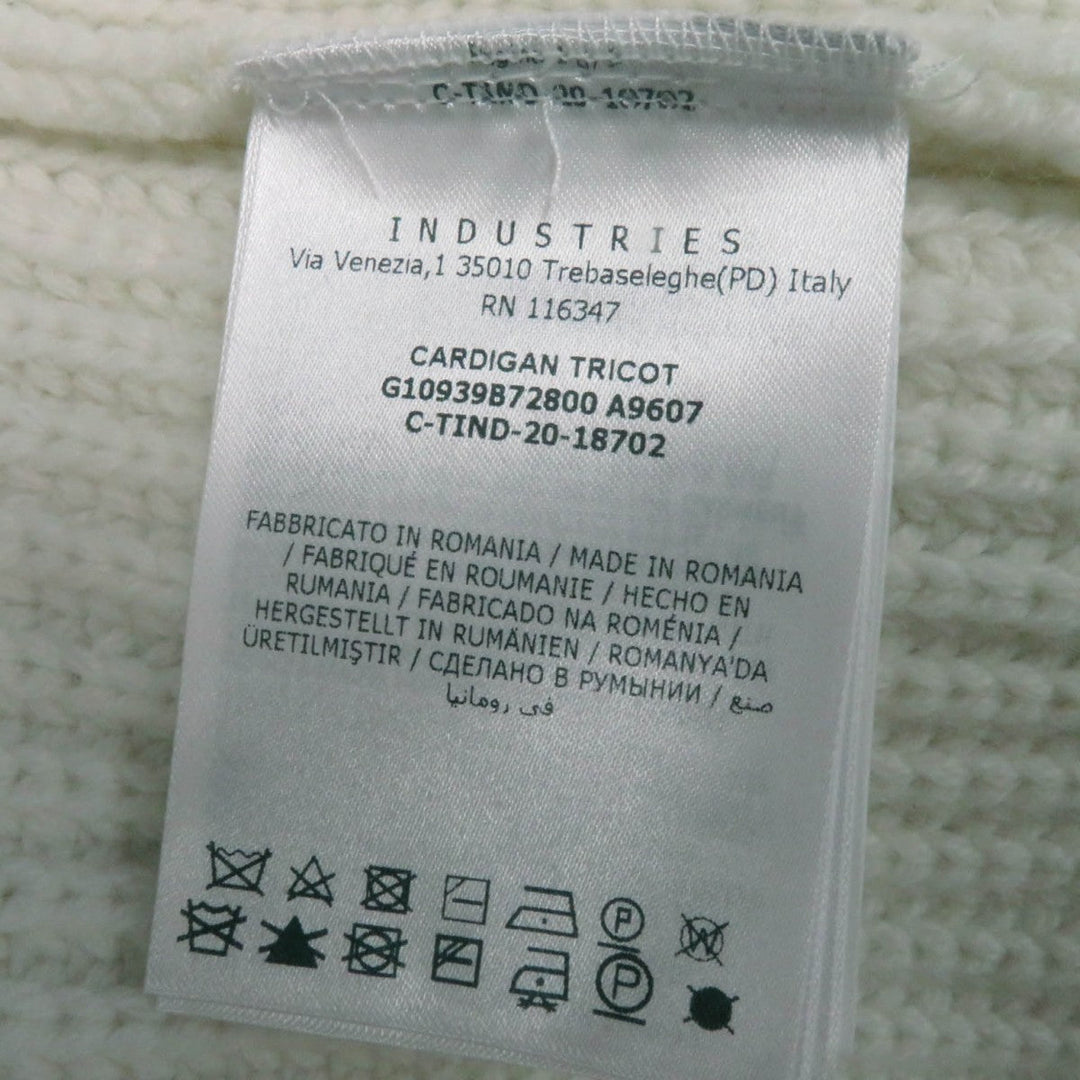 C-TIND-20-18702
INDUSTRIES
Via Venezia,1 35010 Trebaseleghe(PD) Italy
RN 116347
CARDIGAN TRICOT
G10939B72800 A9607
C-TIND-20-18702
FABBRICATO IN ROMANIA / MADE IN ROMANIA
/ FABRIQUÉ EN ROUMANIE / HECHO EN
RUMANIA / FABRICADO NA ROMÉNIA /
HERGESTELLT IN RUMÄNIEN / ROMANYA'DA
ÜRETILMIŞTIR / СДЕЛАНО В РУМЫНИИ / صنع
في رومانيا
P
W
P